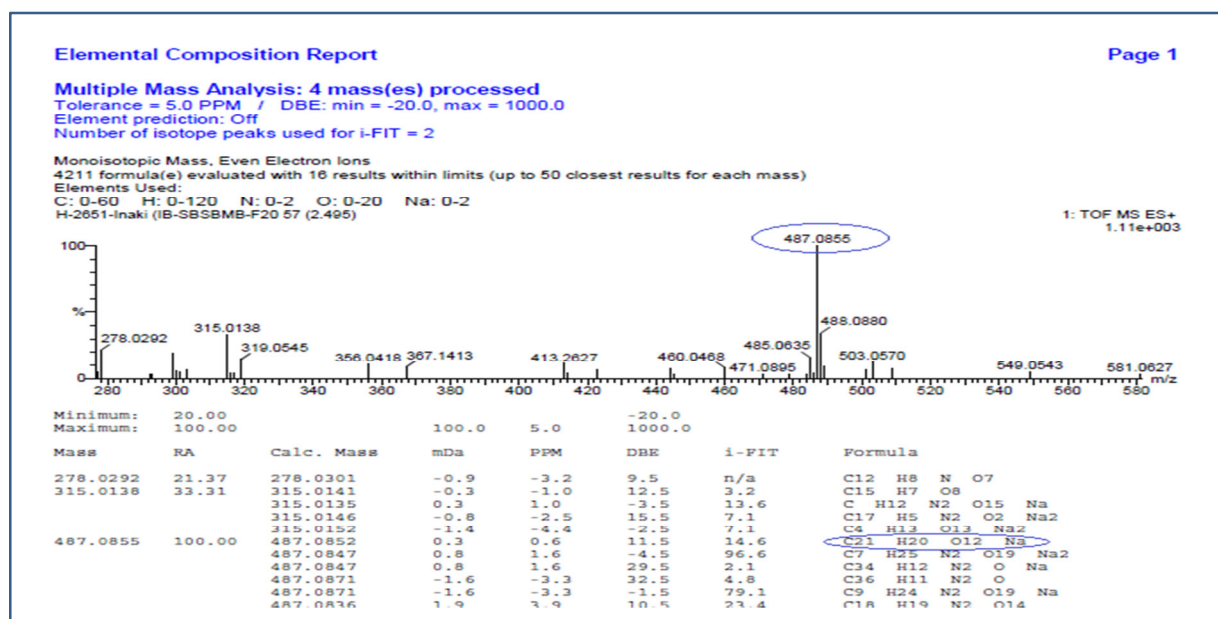 Elemental Composition Report Page 1
Multiple Mass Analysis: 4 mass(es) processed
Tolerance = 5.0 PPM / DBE: min = -20.0, max = 1000.0
Element prediction: Off
Number of isotope peaks used for i-FIT = 2
Monoisotopic Mass, Even Electron Ions
4211 formula(e) evaluated with 16 results within limits (up to 50 closest results for each mass)
Elements Used:
C: 0-60 H: 0-120 N: 0-2 O: 0-20 Na: 0-2
H-2651-Inaki (IB-SBSBMB-F20 57 (2.495) 1: TOF MS ES+
1.11e+003
487.0855
100
%
0
278.0292
315.0138
319.0545
356.0418
367.1413
413.2627
460.0468
471.0895
485.0635
488.0880
503.0570
549.0543
581.0627
m/z
280 300 320 340 360 380 400 420 440 460 480 500 520 540 560 580
Minimum: 20.00 -20.0
Maximum: 100.00 100.0 5.0 1000.0
Mass RA Calc. Mass mDa PPM DBE i-FIT Formula
278.0292 21.37 278.0301 -0.9 -3.2 9.5 n/a C12 H8 N O7
315.0138 33.31 315.0141 -0.3 -1.0 12.5 3.2 C15 H7 O8
315.0135 0.3 1.0 -3.5 13.6 C H12 N2 O15 Na
315.0146 -0.8 -2.5 15.5 7.1 C17 H5 N2 O2 Na2
315.0152 -1.4 -4.4 -2.5 7.1 C4 H13 O13 Na2
487.0855 100.00 487.0852 0.3 0.6 11.5 14.6 C21 H20 O12 Na
487.0847 0.8 1.6 -4.5 96.6 C7 H25 N2 O19 Na2
487.0847 0.8 1.6 29.5 2.1 C34 H12 N2 O Na
487.0871 -1.6 -3.3 32.5 4.8 C36 H11 N2 O
487.0871 -1.6 -3.3 -1.5 79.1 C9 H24 N2 O19 Na
487.0836 1.9 3.9 10.5 23.4 C18 H19 N2 O14